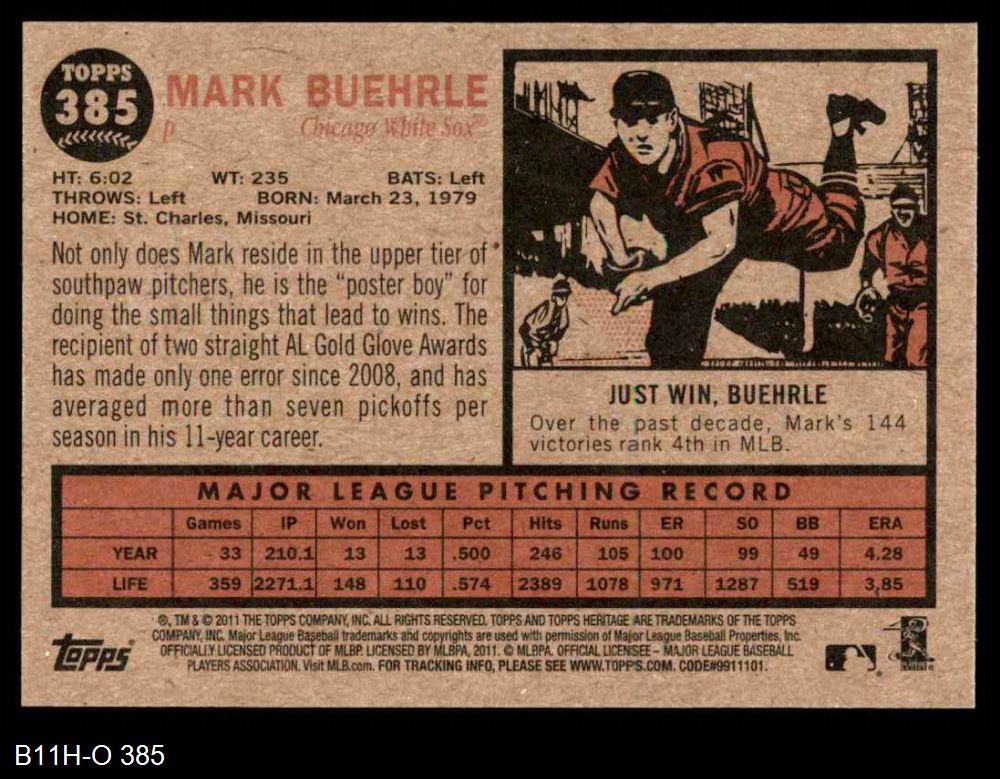 TOPPS
385
MARK BUEHRLE
p Chicago White Sox®
HT: 6:02 WT: 235 BATS: Left
THROWS: Left BORN: March 23, 1979
HOME: St. Charles, Missouri
Not only does Mark reside in the upper tier of
southpaw pitchers, he is the “poster boy” for
doing the small things that lead to wins. The
recipient of two straight AL Gold Glove Awards
has made only one error since 2008, and has
averaged more than seven pickoffs per
season in his 11-year career.
JUST WIN, BUEHRLE
Over the past decade, Mark's 144
victories rank 4th in MLB.
MAJOR LEAGUE PITCHING RECORD
Games IP Won Lost Pct Hits Runs ER SO BB ERA
YEAR 33 210.1 13 13 .500 246 105 100 99 49 4.28
LIFE 359 2271.1 148 110 .574 2389 1078 971 1287 519 3.85
®, TM & © 2011 THE TOPPS COMPANY, INC. ALL RIGHTS RESERVED. TOPPS AND TOPPS HERITAGE ARE TRADEMARKS OF THE TOPPS
COMPANY, INC. Major League Baseball trademarks and copyrights are used with permission of Major League Baseball Properties, Inc.
OFFICIALLY LICENSED PRODUCT OF MLBP. LICENSED BY MLBPA, 2011. © MLBPA. OFFICIAL LICENSEE – MAJOR LEAGUE BASEBALL
PLAYERS ASSOCIATION. Visit MLB.com. FOR TRACKING INFO, PLEASE SEE WWW.TOPPS.COM. CODE#9911101.
topps
B11H-O 385